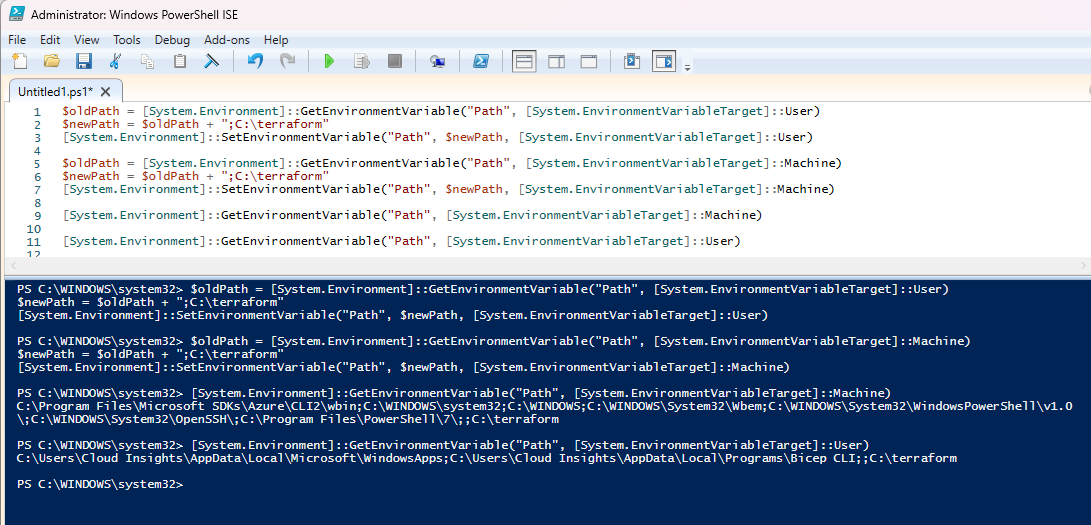 Administrator: Windows PowerShell ISE
File Edit View Tools Debug Add-ons Help
Untitled1.ps1* X
1 $oldPath = [System.Environment]::GetEnvironmentVariable("Path", [System.EnvironmentVariableTarget]::User)
2 $newPath = $oldPath + ";C:\terraform"
3 [System.Environment]::SetEnvironmentVariable("Path", $newPath, [System.EnvironmentVariableTarget]::User)
4
5 $oldPath = [System.Environment]::GetEnvironmentVariable("Path", [System.EnvironmentVariableTarget]::Machine)
6 $newPath = $oldPath + ";C:\terraform"
7 [System.Environment]::SetEnvironmentVariable("Path", $newPath, [System.EnvironmentVariableTarget]::Machine)
8
9 [System.Environment]::GetEnvironmentVariable("Path", [System.EnvironmentVariableTarget]::Machine)
10
11 [System.Environment]::GetEnvironmentVariable("Path", [System.EnvironmentVariableTarget]::User)
12
PS C:\WINDOWS\system32> $oldPath = [System.Environment]::GetEnvironmentVariable("Path", [System.EnvironmentVariableTarget]::User)
$newPath = $oldPath + ";C:\terraform"
[System.Environment]::SetEnvironmentVariable("Path", $newPath, [System.EnvironmentVariableTarget]::User)
PS C:\WINDOWS\system32> $oldPath = [System.Environment]::GetEnvironmentVariable("Path", [System.EnvironmentVariableTarget]::Machine)
$newPath = $oldPath + ";C:\terraform"
[System.Environment]::SetEnvironmentVariable("Path", $newPath, [System.EnvironmentVariableTarget]::Machine)
PS C:\WINDOWS\system32> [System.Environment]::GetEnvironmentVariable("Path", [System.EnvironmentVariableTarget]::Machine)
C:\Program Files\Microsoft SDKs\Azure\CLI2\wbin;C:\WINDOWS\system32;C:\WINDOWS;C:\WINDOWS\System32\Wbem;C:\WINDOWS\System32\WindowsPowerShell\v1.0
\;C:\WINDOWS\System32\OpenSSH\;C:\Program Files\PowerShell\7\;;C:\terraform
PS C:\WINDOWS\system32> [System.Environment]::GetEnvironmentVariable("Path", [System.EnvironmentVariableTarget]::User)
C:\Users\Cloud Insights\AppData\Local\Microsoft\WindowsApps;C:\Users\Cloud Insights\AppData\Local\Programs\Bicep CLI;;C:\terraform
PS C:\WINDOWS\system32>